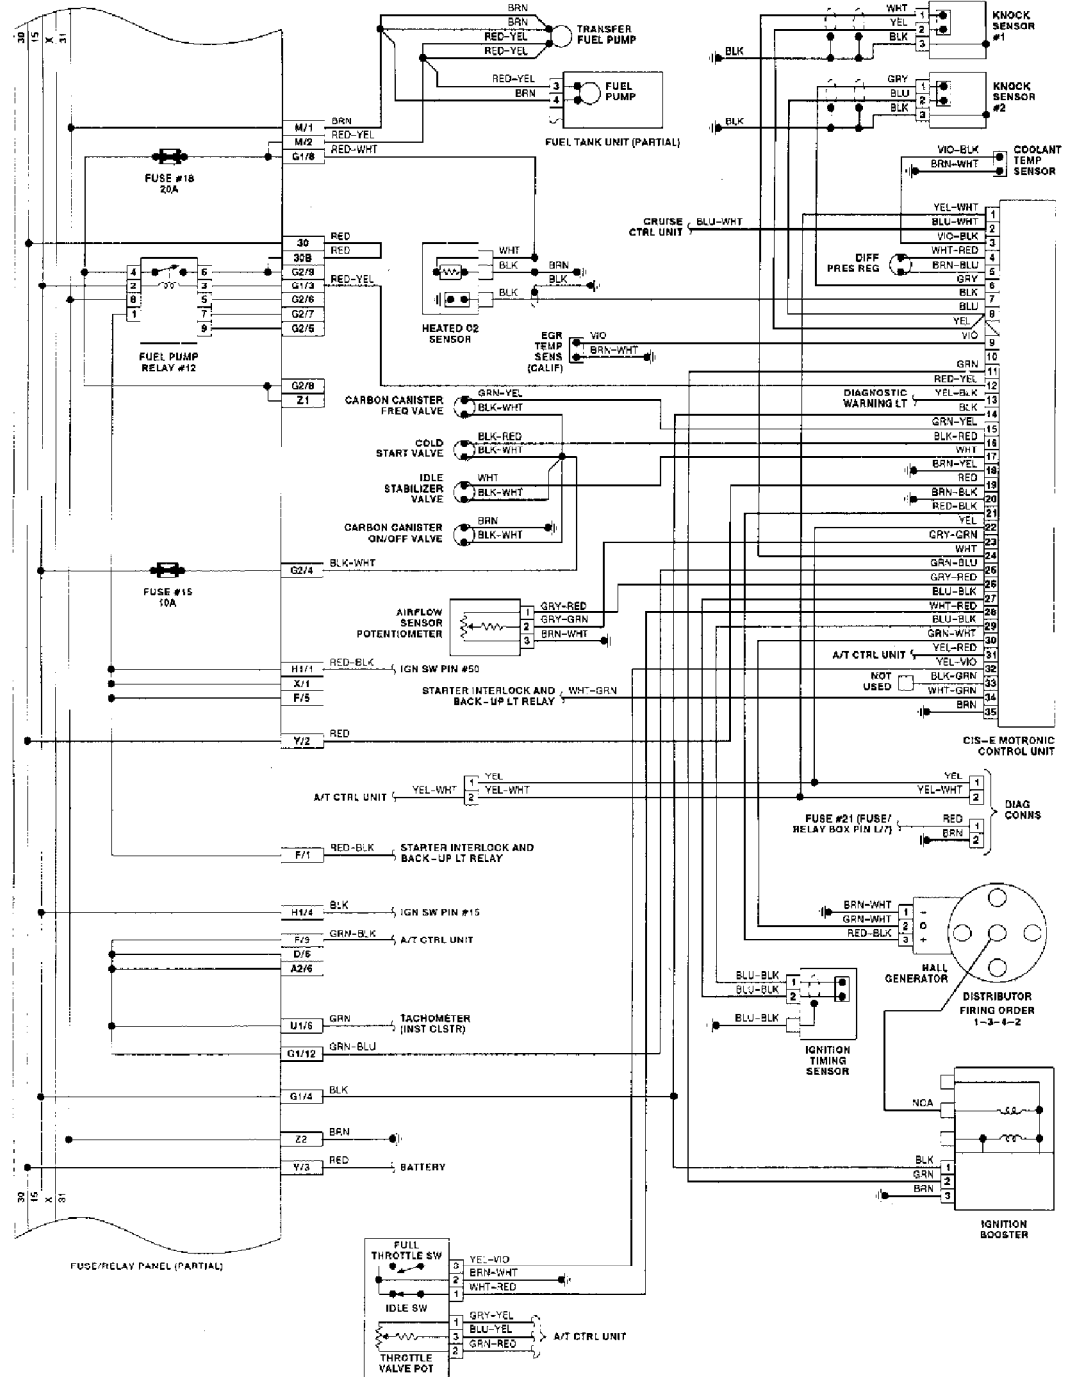 30
15
X
31
M/1
M/2
G1/8
BRN
RED-YEL
RED-WHT
FUSE #18
20A
BRN
BRN
RED-YEL
RED-YEL
TRANSFER
FUEL PUMP
RED-YEL
BRN
3
4
FUEL
PUMP
FUEL TANK UNIT (PARTIAL)
WHT
YEL
BLK
BLK
1
2
3
KNOCK
SENSOR
#1
GRY
BLU
BLK
BLK
1
2
3
KNOCK
SENSOR
#2
VIO-BLK
BRN-WHT
COOLANT
TEMP
SENSOR
CRUISE
CTRL UNIT
BLU-WHT
DIFF
PRES REG
30
30B
G2/9
G1/3
G2/6
G2/7
G2/5
RED
RED
RED-YEL
4
2
8
1
6
3
5
7
9
FUEL PUMP
RELAY #12
G2/8
Z1
WHT
BLK
BRN
BLK
BLK
HEATED O2
SENSOR
EGR
TEMP
SENS
(CALIF)
VIO
BRN-WHT
CARBON CANISTER
FREQ VALVE
GRN-YEL
BLK-WHT
COLD
START VALVE
BLK-RED
BLK-WHT
IDLE
STABILIZER
VALVE
WHT
BLK-WHT
CARBON CANISTER
ON/OFF VALVE
BRN
BLK-WHT
DIAGNOSTIC
WARNING LT
YEL-WHT 1
BLU-WHT 2
VIO-BLK 3
WHT-RED 4
BRN-BLU 5
GRY 6
BLK 7
BLU 8
YEL
VIO 9
10
GRN 11
RED-YEL 12
YEL-BLK 13
BLK 14
GRN-YEL 15
BLK-RED 16
WHT 17
BRN-YEL 18
RED 19
BRN-BLK 20
RED-BLK 21
YEL 22
GRY-GRN 23
WHT 24
GRN-BLU 25
GRY-RED 26
BLU-BLK 27
WHT-RED 28
BLU-BLK 29
GRN-WHT 30
YEL-RED 31
YEL-VIO 32
BLK-GRN 33
WHT-GRN 34
BRN 35
A/T CTRL UNIT
NOT
USED
CIS-E MOTRONIC
CONTROL UNIT
G2/4
BLK-WHT
FUSE #15
10A
AIRFLOW
SENSOR
POTENTIOMETER
1
2
3
GRY-RED
GRY-GRN
BRN-WHT
H1/1
X/1
F/5
RED-BLK
IGN SW PIN #50
STARTER INTERLOCK AND
BACK-UP LT RELAY
WHT-GRN
Y/2
RED
A/T CTRL UNIT
YEL-WHT
1
2
YEL
YEL-WHT
YEL
YEL-WHT
1
2
FUSE #21 (FUSE/
RELAY BOX PIN L/7)
RED
BRN
1
2
DIAG
CONNS
F/1
RED-BLK
STARTER INTERLOCK AND
BACK-UP LT RELAY
H1/4
BLK
IGN SW PIN #15
F/3
D/6
A2/6
GRN-BLK
A/T CTRL UNIT
BRN-WHT
GRN-WHT
RED-BLK
1 -
2 O
3 +
HALL
GENERATOR
DISTRIBUTOR
FIRING ORDER
1-3-4-2
BLU-BLK
BLU-BLK
BLU-BLK
1
2
IGNITION
TIMING
SENSOR
U1/6
GRN
TACHOMETER
(INST CLSTR)
G1/12
GRN-BLU
G1/4
BLK
Z2
BRN
Y/3
RED
BATTERY
NCA
BLK
GRN
BRN
1
2
3
IGNITION
BOOSTER
30
15
X
31
FUSE/RELAY PANEL (PARTIAL)
FULL
THROTTLE SW
IDLE SW
3
2
1
YEL-VIO
BRN-WHT
WHT-RED
1
3
2
GRY-YEL
BLU-YEL
GRN-RED
A/T CTRL UNIT
THROTTLE
VALVE POT